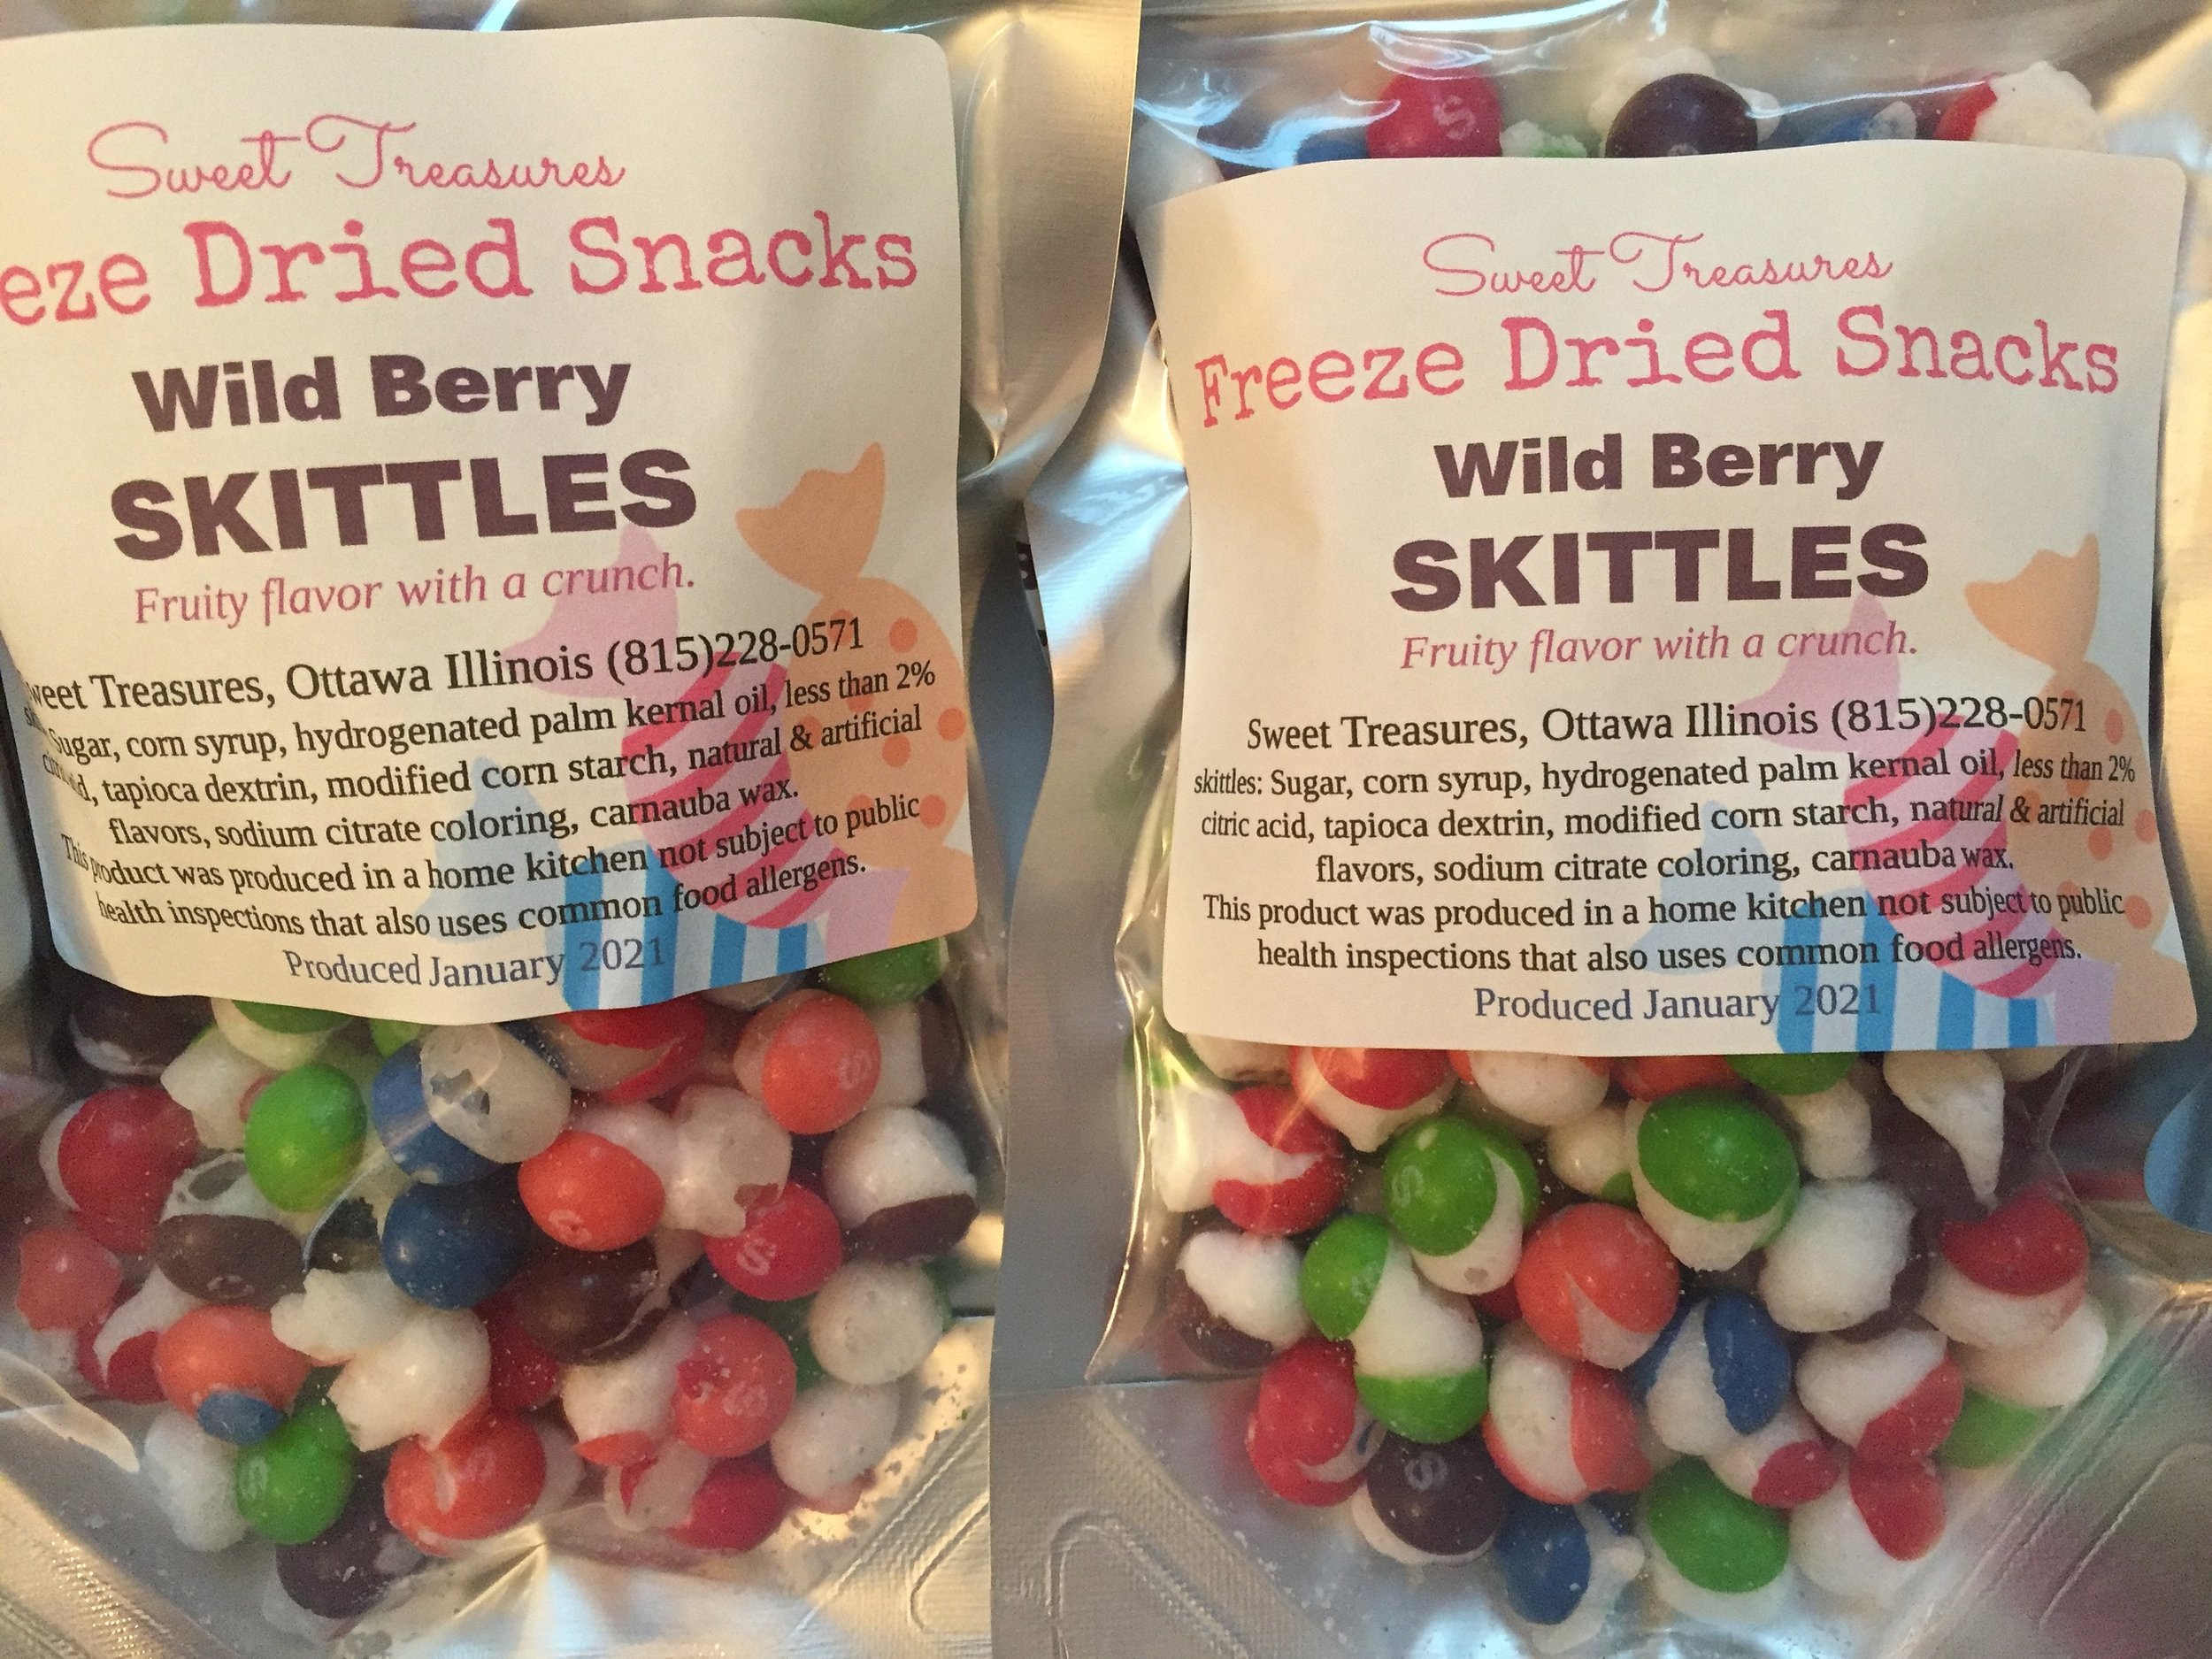 Sweet Treasures
eze Dried Snacks
Wild Berry
SKITTLES
Fruity flavor with a crunch.
weet Treasures, Ottawa Illinois (815)228-0571
Sugar, corn syrup, hydrogenated palm kernal oil, less than 2%
tapioca dextrin, modified corn starch, natural & artificial
flavors, sodium citrate coloring, carnauba wax.
This product was produced in a home kitchen not subject to public
health inspections that also uses common food allergens.
Produced January 2021
Sweet Treasures
Freeze Dried Snacks
Wild Berry
SKITTLES
Fruity flavor with a crunch.
Sweet Treasures, Ottawa Illinois (815)228-0571
skittles: Sugar, corn syrup, hydrogenated palm kernal oil, less than 2%
citric acid, tapioca dextrin, modified corn starch, natural & artificial
flavors, sodium citrate coloring, carnauba wax.
This product was produced in a home kitchen not subject to public
health inspections that also uses common food allergens.
Produced January 2021